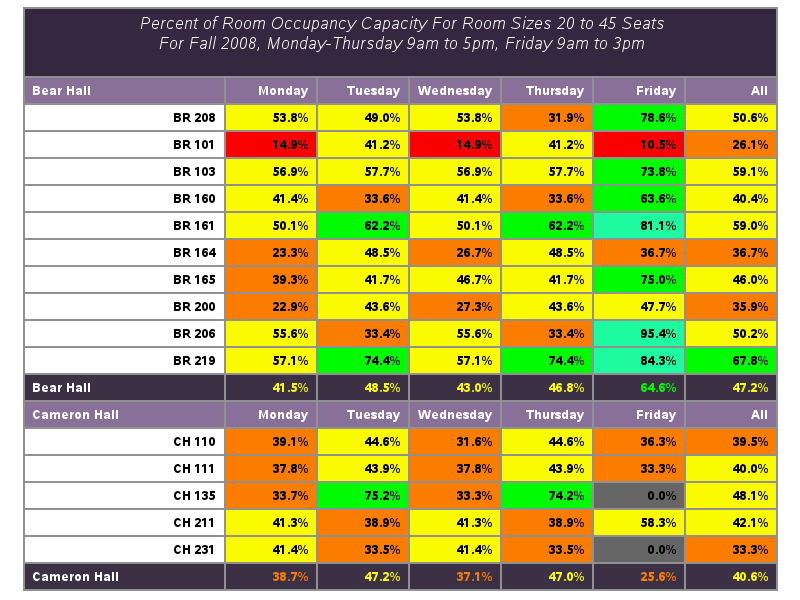 Percent of Room Occupancy Capacity For Room Sizes 20 to 45 Seats
For Fall 2008, Monday-Thursday 9am to 5pm, Friday 9am to 3pm
Bear Hall Monday Tuesday Wednesday Thursday Friday All
BR 208 53.8% 49.0% 53.8% 31.9% 78.6% 50.6%
BR 101 14.9% 41.2% 14.9% 41.2% 10.5% 26.1%
BR 103 56.9% 57.7% 56.9% 57.7% 73.8% 59.1%
BR 160 41.4% 33.6% 41.4% 33.6% 63.6% 40.4%
BR 161 50.1% 62.2% 50.1% 62.2% 81.1% 59.0%
BR 164 23.3% 48.5% 26.7% 48.5% 36.7% 36.7%
BR 165 39.3% 41.7% 46.7% 41.7% 75.0% 46.0%
BR 200 22.9% 43.6% 27.3% 43.6% 47.7% 35.9%
BR 206 55.6% 33.4% 55.6% 33.4% 95.4% 50.2%
BR 219 57.1% 74.4% 57.1% 74.4% 84.3% 67.8%
Bear Hall 41.5% 48.5% 43.0% 46.8% 64.6% 47.2%
Cameron Hall Monday Tuesday Wednesday Thursday Friday All
CH 110 39.1% 44.6% 31.6% 44.6% 36.3% 39.5%
CH 111 37.8% 43.9% 37.8% 43.9% 33.3% 40.0%
CH 135 33.7% 75.2% 33.3% 74.2% 0.0% 48.1%
CH 211 41.3% 38.9% 41.3% 38.9% 58.3% 42.1%
CH 231 41.4% 33.5% 41.4% 33.5% 0.0% 33.3%
Cameron Hall 38.7% 47.2% 37.1% 47.0% 25.6% 40.6%